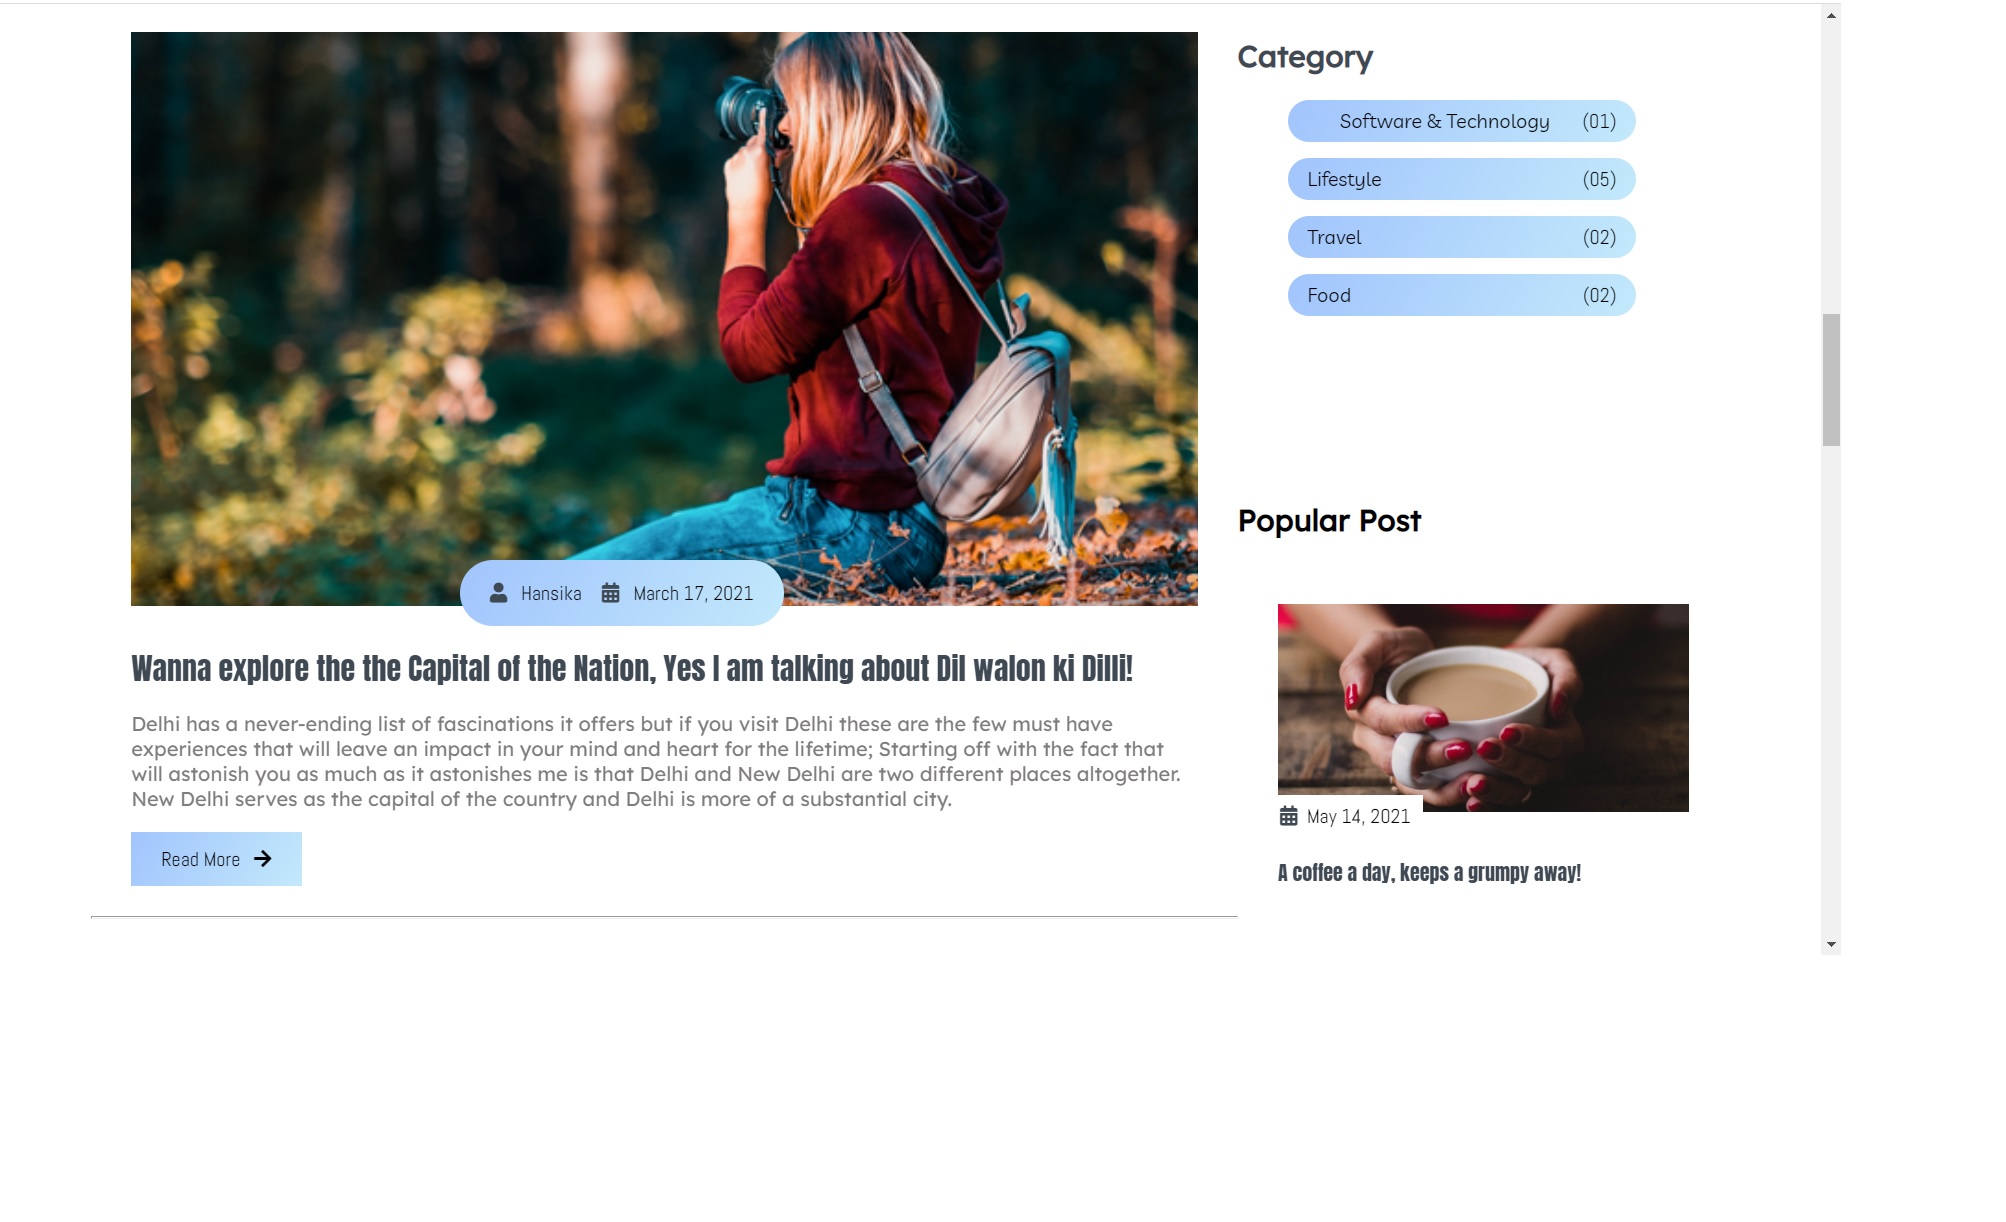 Hansika March 17, 2021
Wanna explore the the Capital of the Nation, Yes I am talking about Dil walon ki Dilli!
Delhi has a never-ending list of fascinations it offers but if you visit Delhi these are the few must have
experiences that will leave an impact in your mind and heart for the lifetime; Starting off with the fact that
will astonish you as much as it astonishes me is that Delhi and New Delhi are two different places altogether.
New Delhi serves as the capital of the country and Delhi is more of a substantial city.
Read More
Category
Software & Technology (01)
Lifestyle (05)
Travel (02)
Food (02)
Popular Post
May 14, 2021
A coffee a day, keeps a grumpy away!